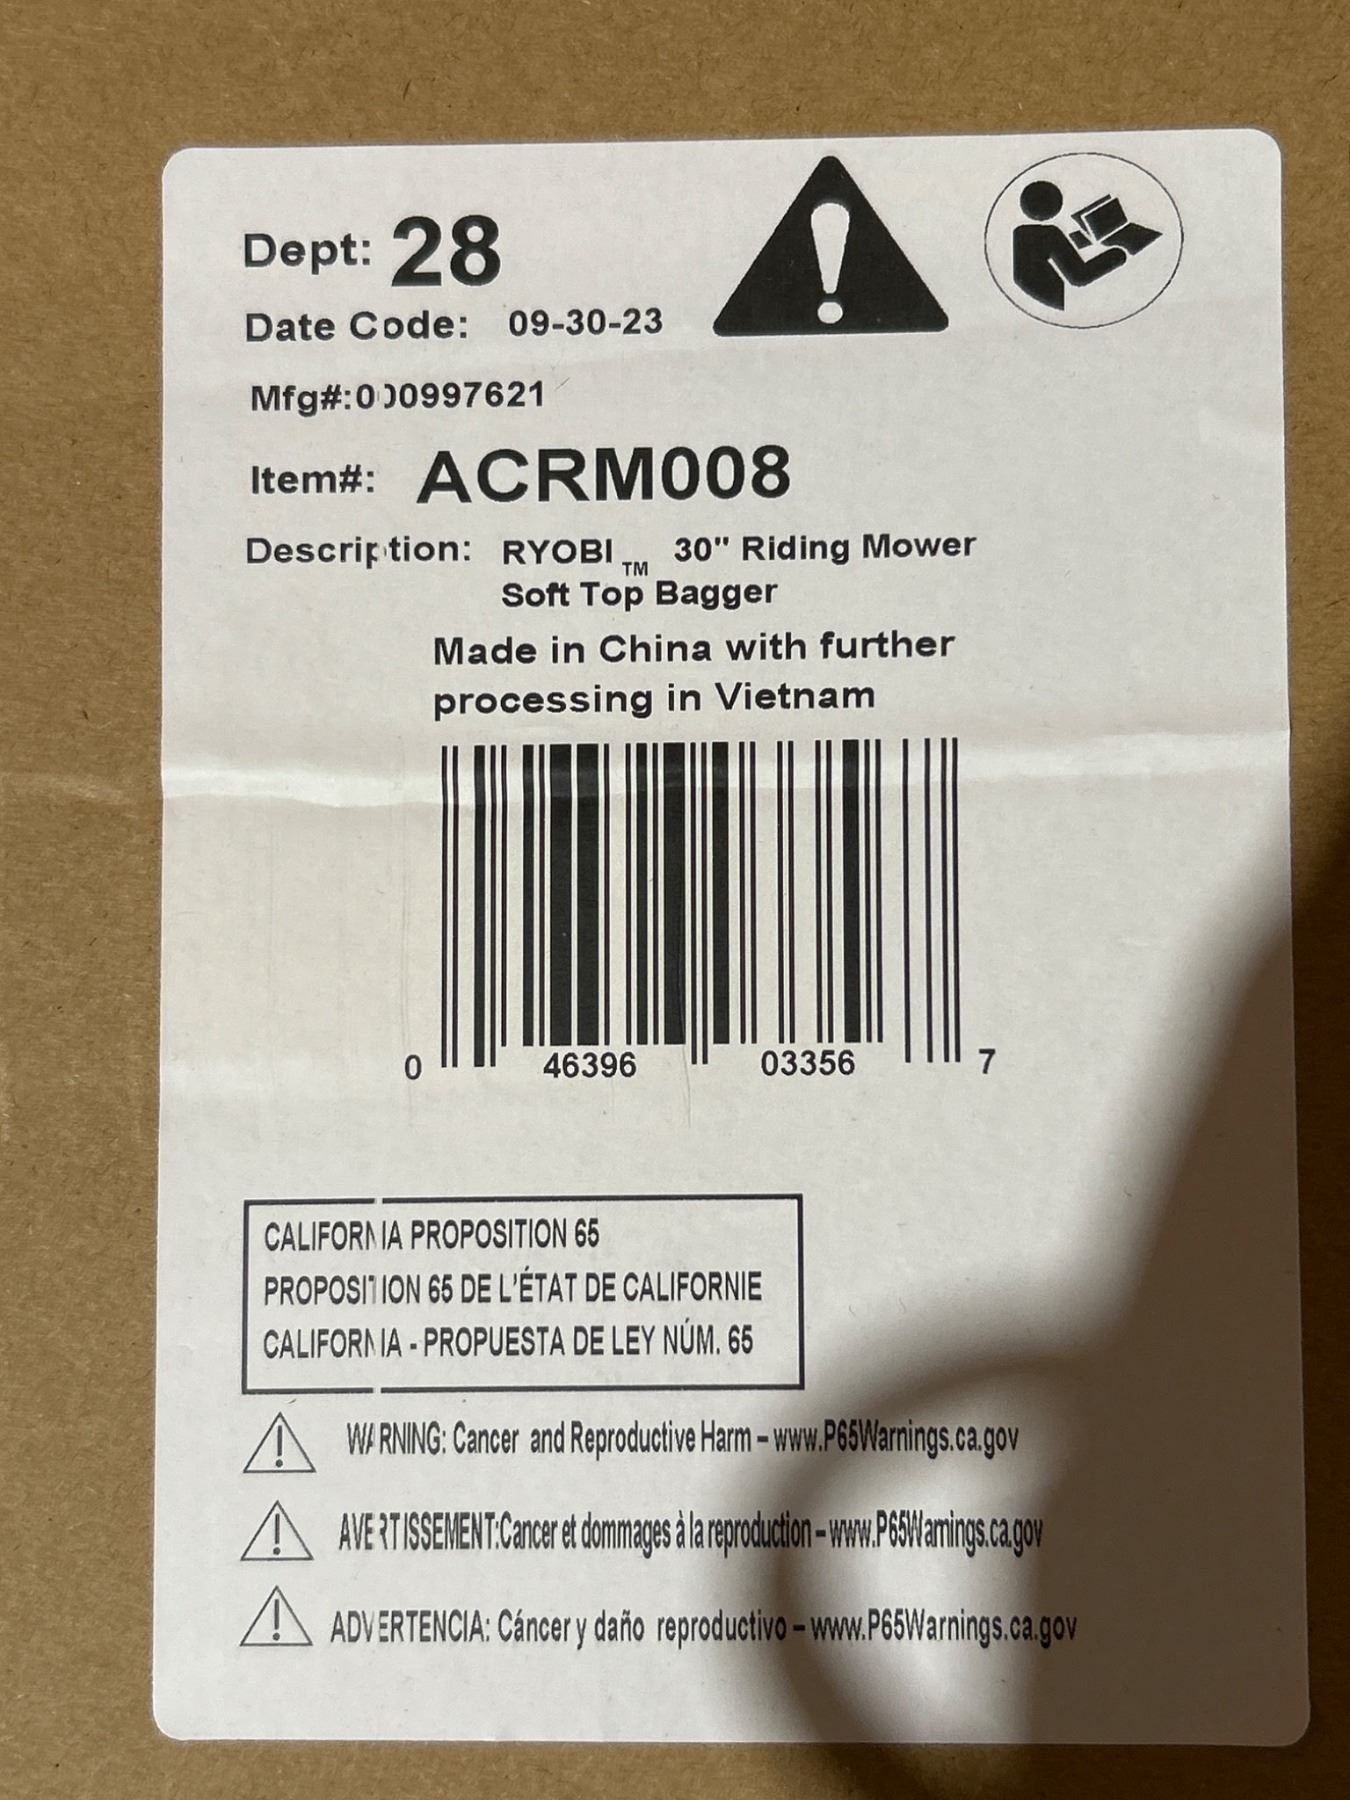 Dept: 28
Date Code: 09-30-23
Mfg#:000997621
Item#: ACRM008
Description: RYOBI ™ 30" Riding Mower
Soft Top Bagger
Made in China with further
processing in Vietnam
0 46396 03356 7
CALIFORNIA PROPOSITION 65
PROPOSITION 65 DE L'ÉTAT DE CALIFORNIE
CALIFORNIA - PROPUESTA DE LEY NÚM. 65
WARNING: Cancer and Reproductive Harm – www.P65Warnings.ca.gov
AVERTISSEMENT:Cancer et dommages à la reproduction – www.P65Warnings.ca.gov
ADVERTENCIA: Cáncer y daño reproductivo – www.P65Warnings.ca.gov